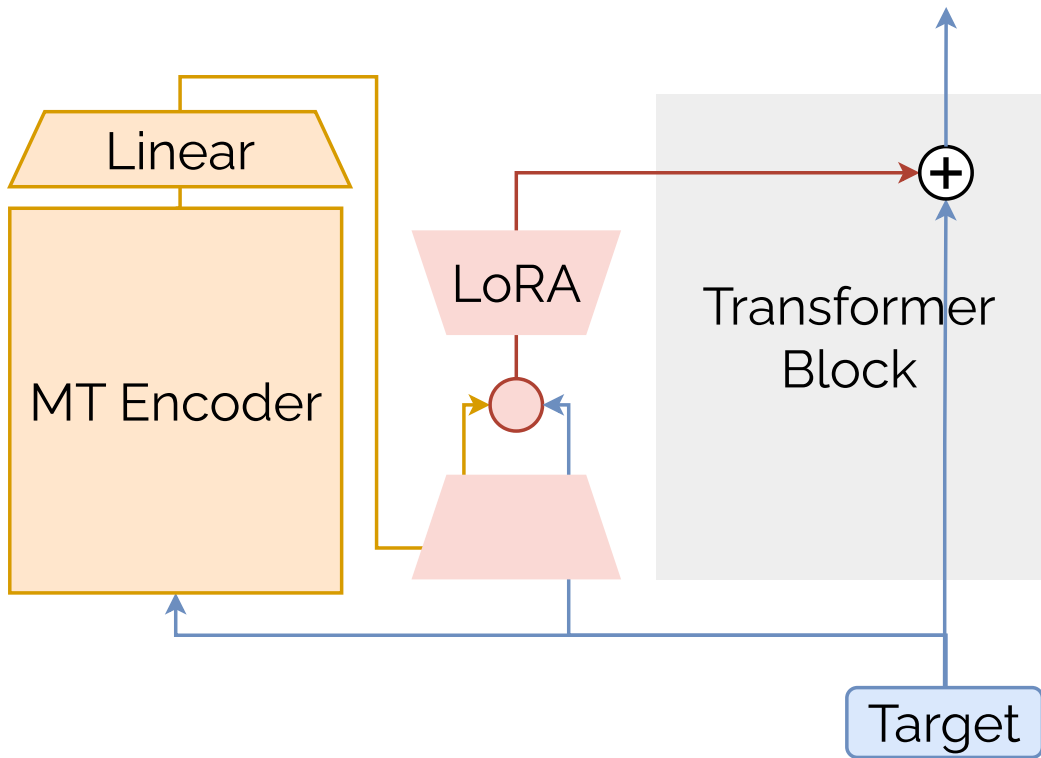 Linear
MT Encoder
LoRA
Transformer
Block
Target